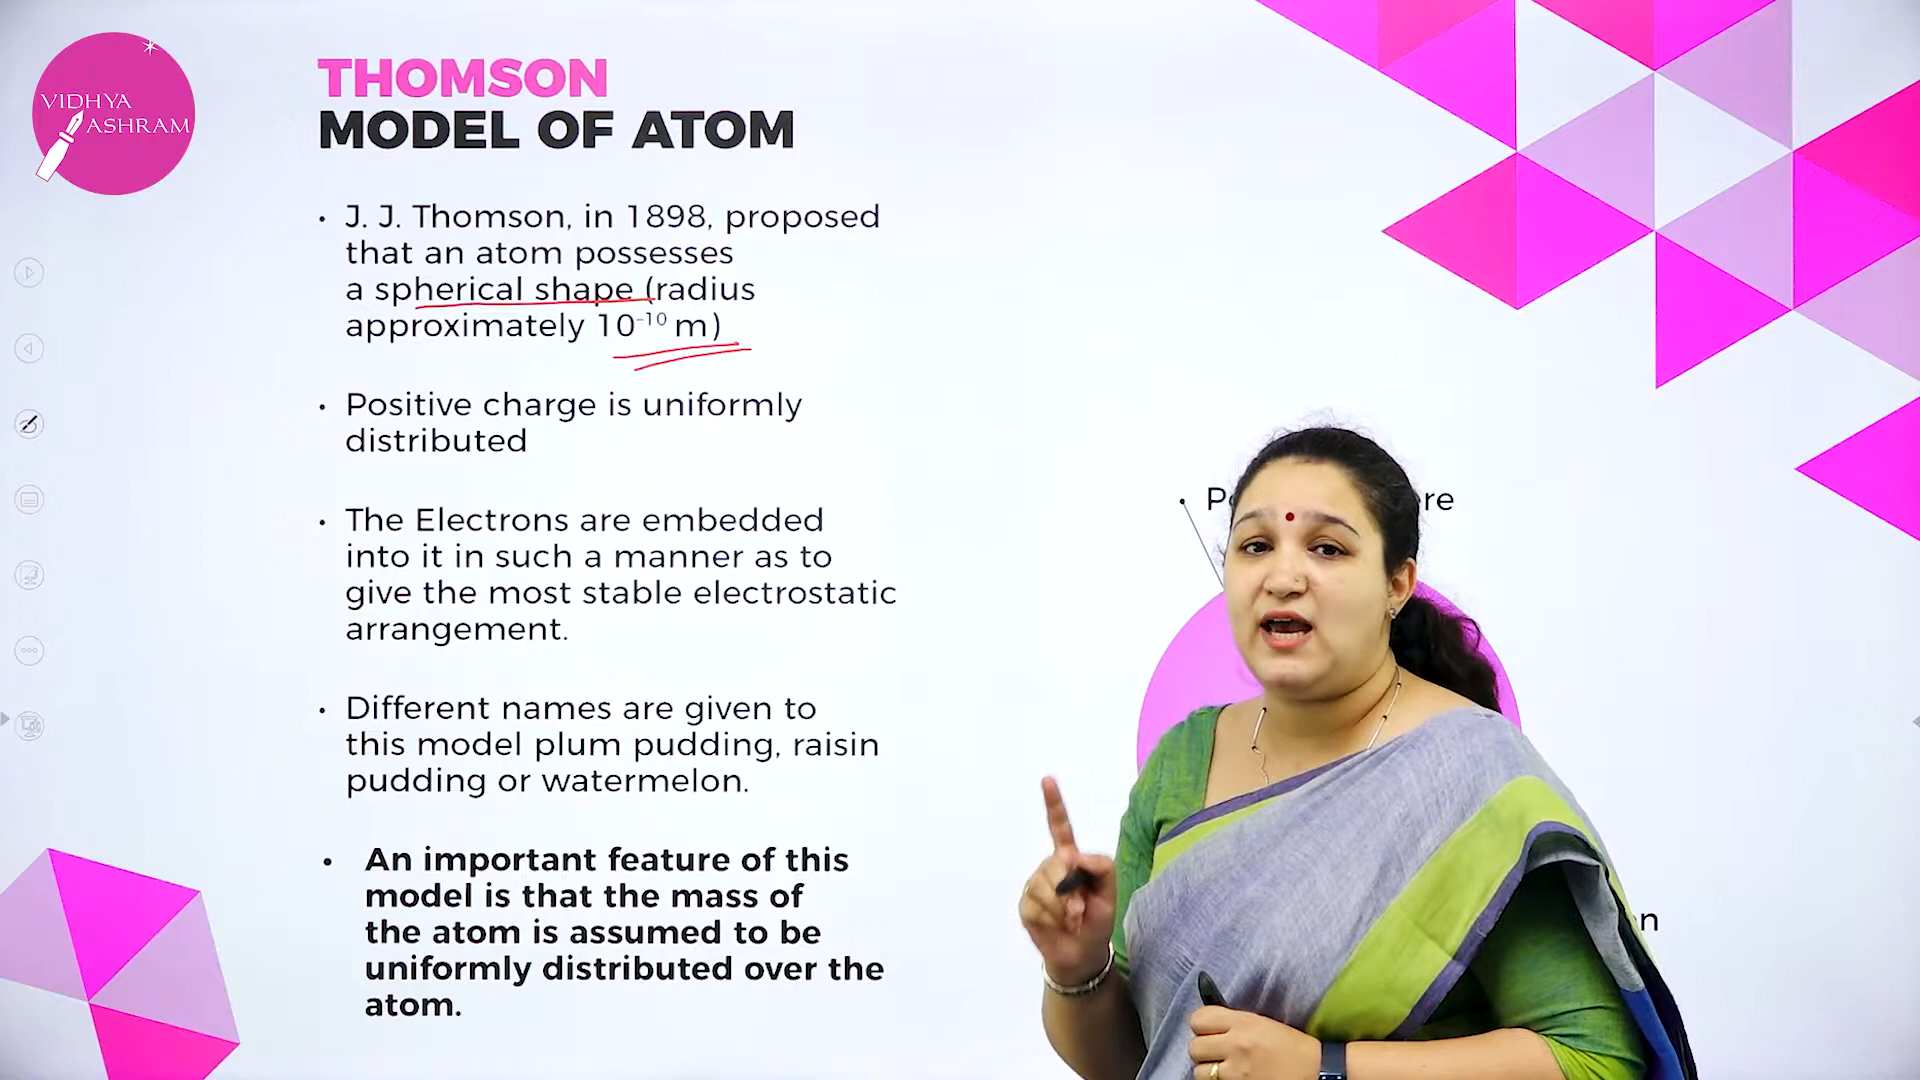 VIDHYA
ASHRAM
THOMSON
MODEL OF ATOM
• J. J. Thomson, in 1898, proposed
that an atom possesses
a spherical shape (radius
approximately 10⁻¹⁰ m)
• Positive charge is uniformly
distributed
• The Electrons are embedded
into it in such a manner as to
give the most stable electrostatic
arrangement.
• Different names are given to
this model plum pudding, raisin
pudding or watermelon.
• An important feature of this
model is that the mass of
the atom is assumed to be
uniformly distributed over the
atom.